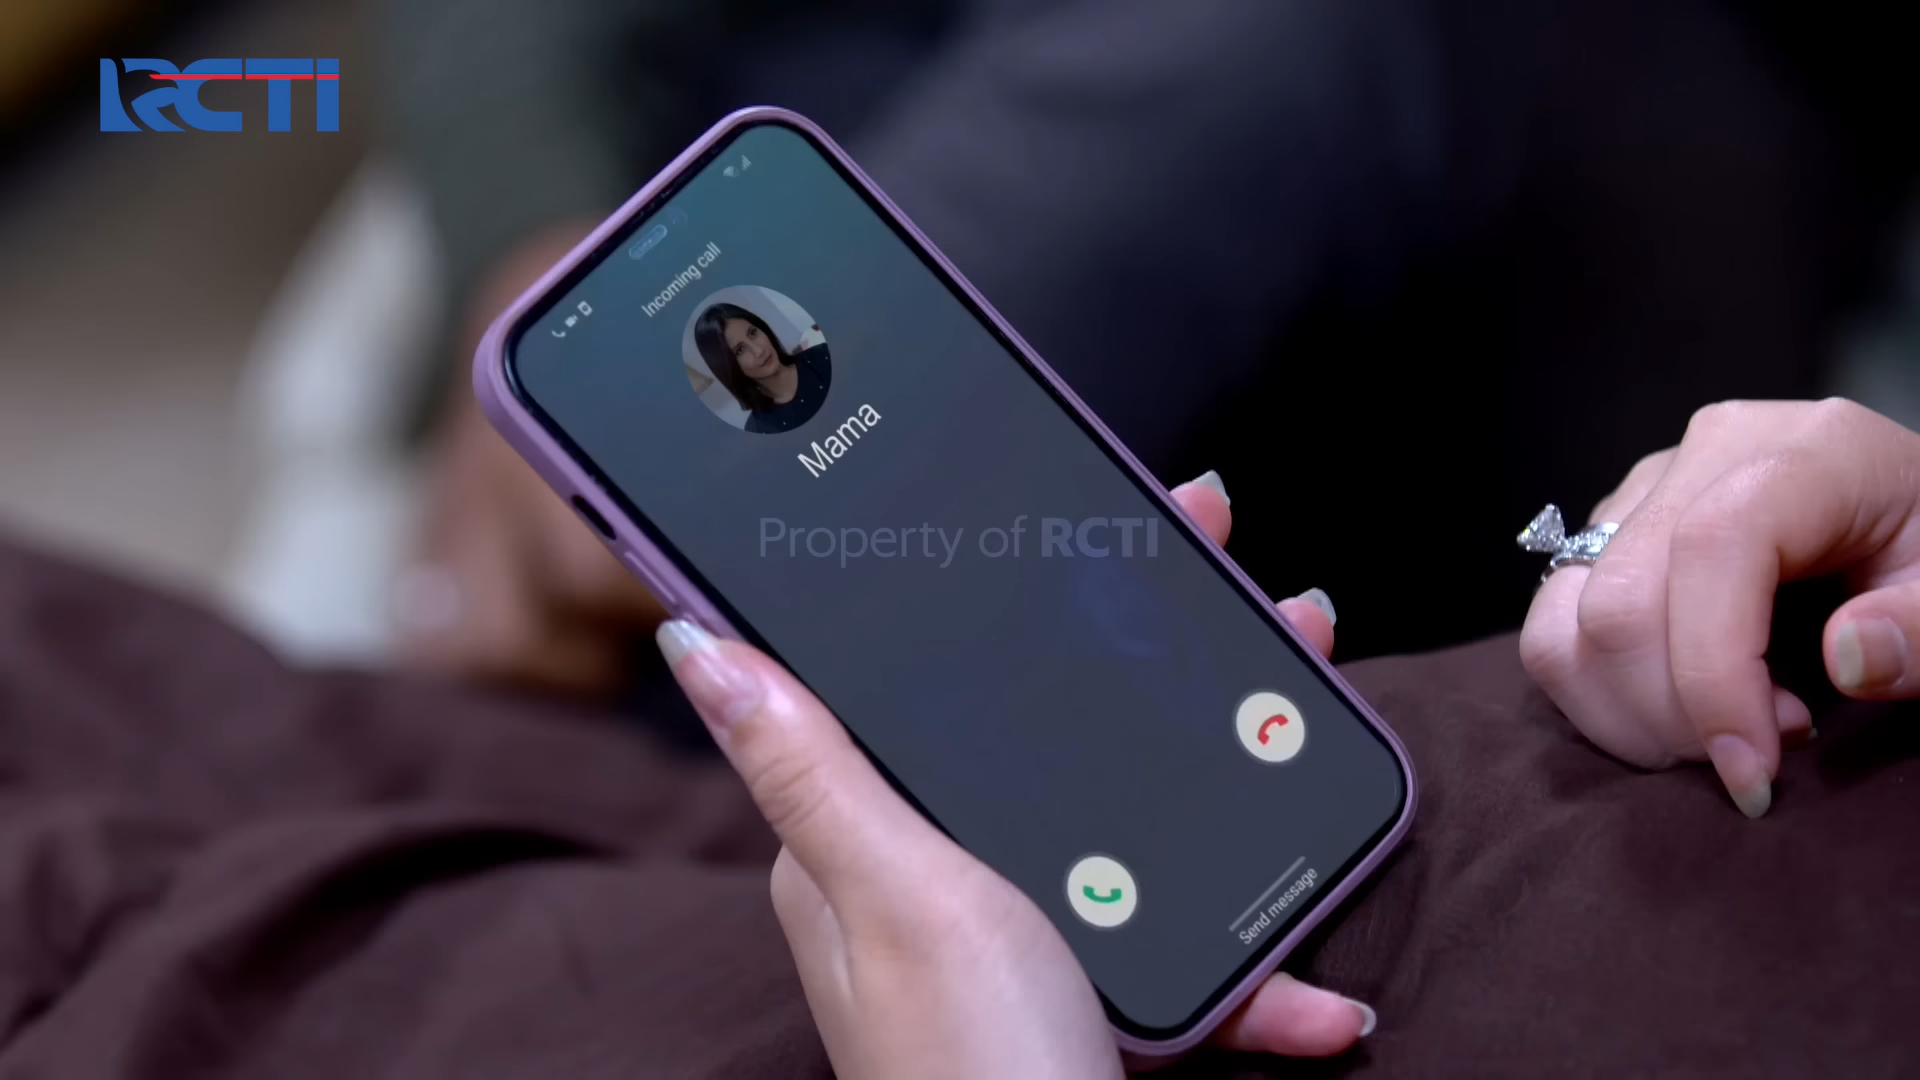 RCTI
Incoming call
Mama
Property of RCTI
Send message